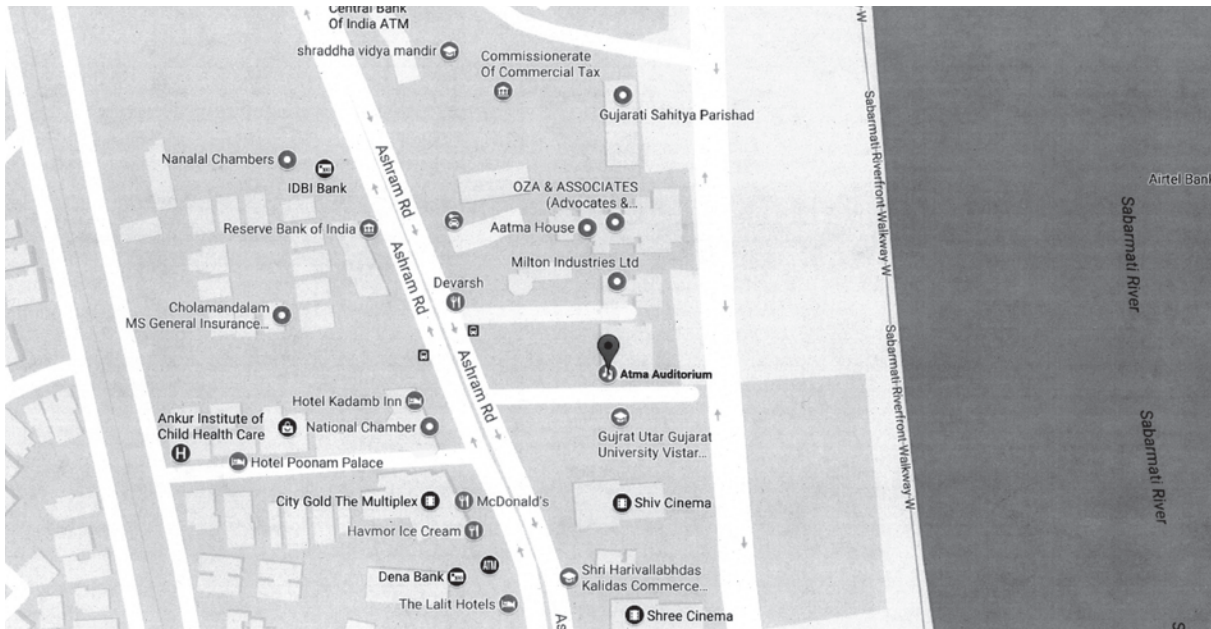 Central Bank
Of India ATM
shraddha vidya mandir
Commissionerate
Of Commercial Tax
Gujarati Sahitya Parishad
Nanalal Chambers
IDBI Bank
Ashram Rd
Sabarmati Riverfront Walkway W
Airtel Bank
OZA & ASSOCIATES
(Advocates &...
Aatma House
Reserve Bank of India
Sabarmati River
Ashram Rd
Milton Industries Ltd
Devarsh
Cholamandalam
MS General Insurance...
Ashram Rd
Atma Auditorium
Sabarmati Riverfront Walkway W
Hotel Kadamb Inn
Ankur Institute of
Child Health Care
H
National Chamber
Gujrat Utar Gujarat
University Vistar...
Sabarmati River
Hotel Poonam Palace
City Gold The Multiplex
McDonald's
Shiv Cinema
Havmor Ice Cream
ATM
Dena Bank
Shri Harivallabhdas
Kalidas Commerce...
The Lalit Hotels
Shree Cinema